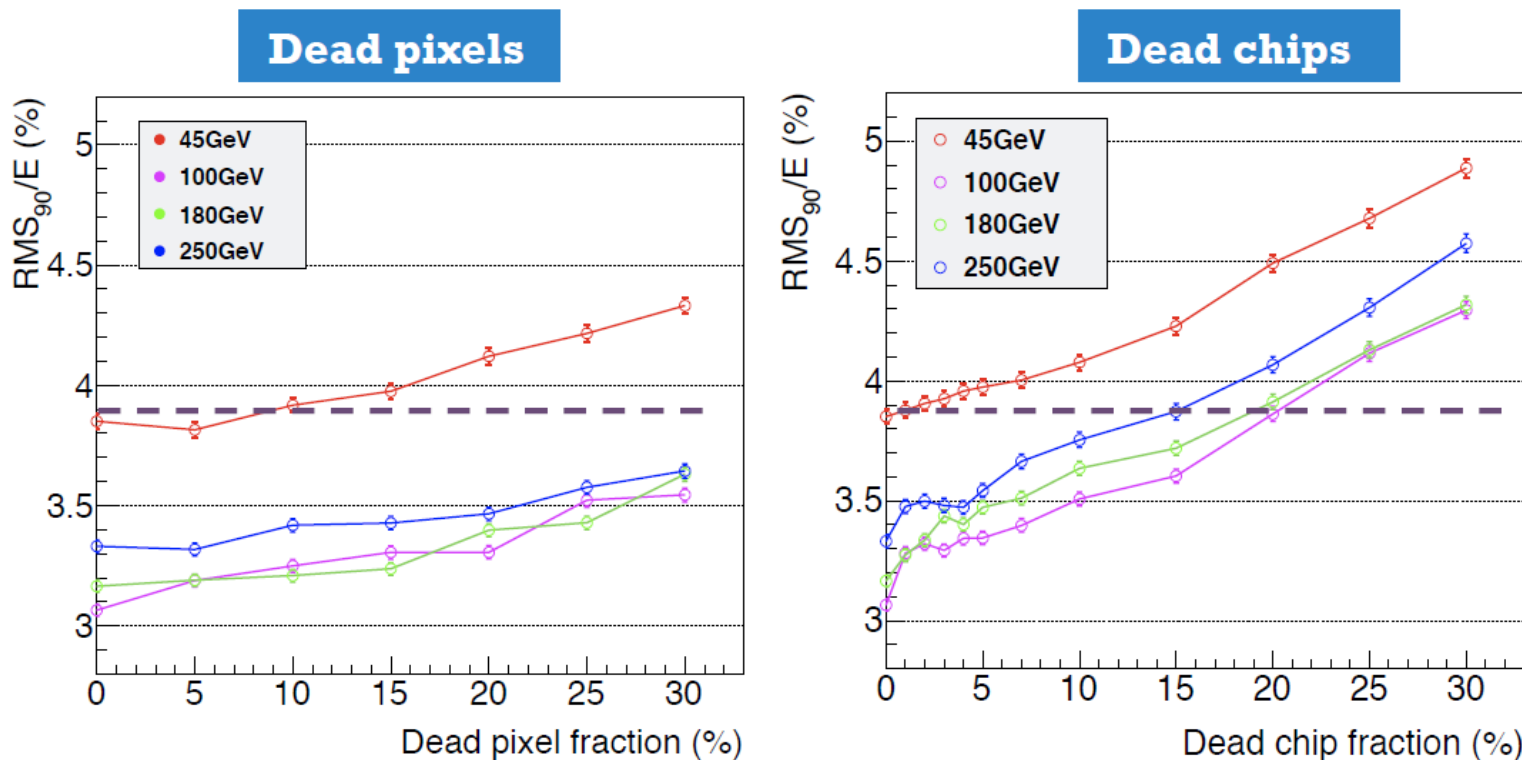 Dead pixels
RMS90/E (%)
5
4.5
4
3.5
3
45GeV
100GeV
180GeV
250GeV
0 5 10 15 20 25 30
Dead pixel fraction (%)
Dead chips
RMS90/E (%)
5
4.5
4
3.5
3
45GeV
100GeV
180GeV
250GeV
0 5 10 15 20 25 30
Dead chip fraction (%)